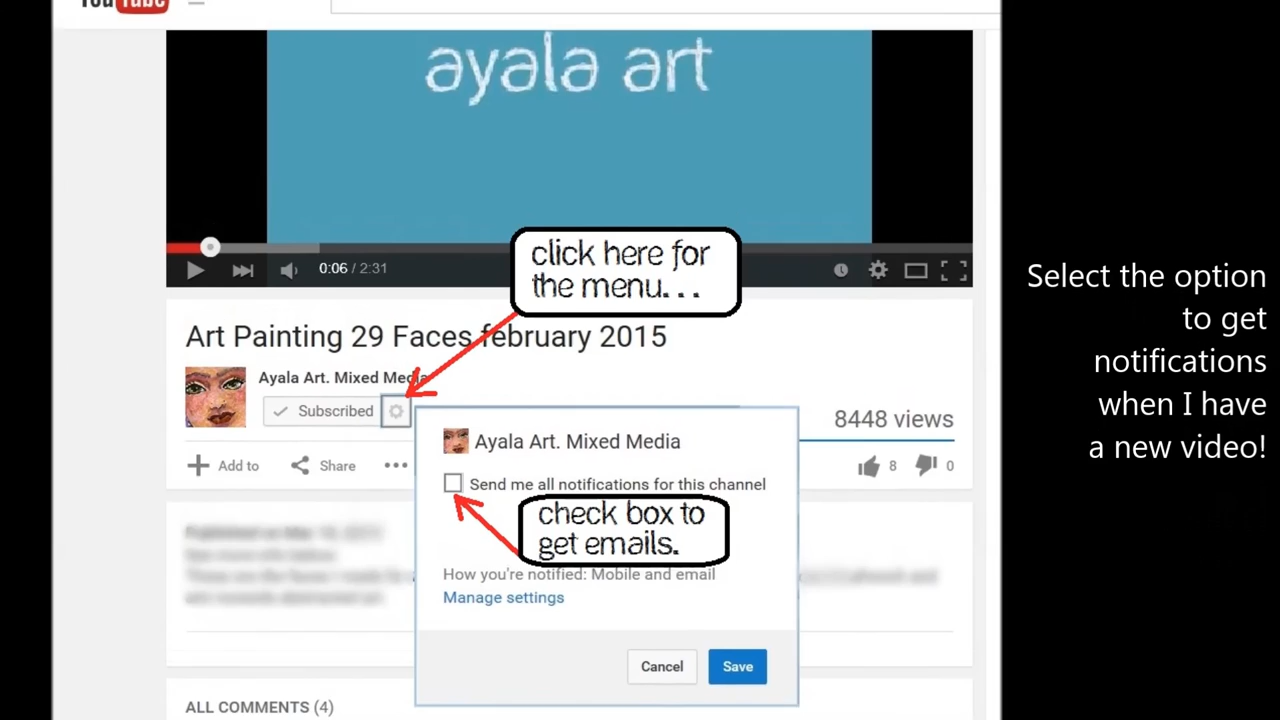 YouTube
ayala art
click here for
the menu...
0:06 / 2:31
Art Painting 29 Faces february 2015
Ayala Art. Mixed Media
Subscribed
8448 views
Add to
Share
8
0
Ayala Art. Mixed Media
Send me all notifications for this channel
check box to
get emails.
How you're notified: Mobile and email
Manage settings
Cancel
Save
ALL COMMENTS (4)
Select the option
to get
notifications
when I have
a new video!